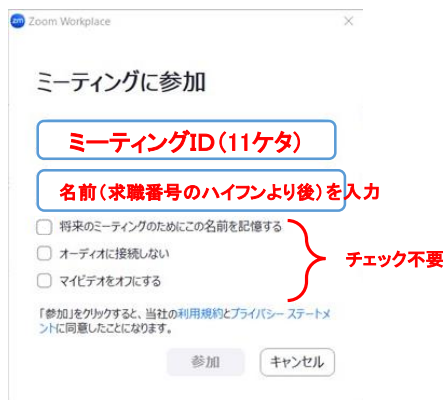 zm Zoom Workplace
ミーティングに参加
ミーティングID(11ケタ)
名前(求職番号のハイフンより後)を入力
将来のミーティングのためにこの名前を記憶する
オーディオに接続しない
マイビデオをオフにする
チェック不要
「参加」をクリックすると、当社の利用規約とプライバシー ステートメ
ントに同意したことになります。
参加 キャンセル